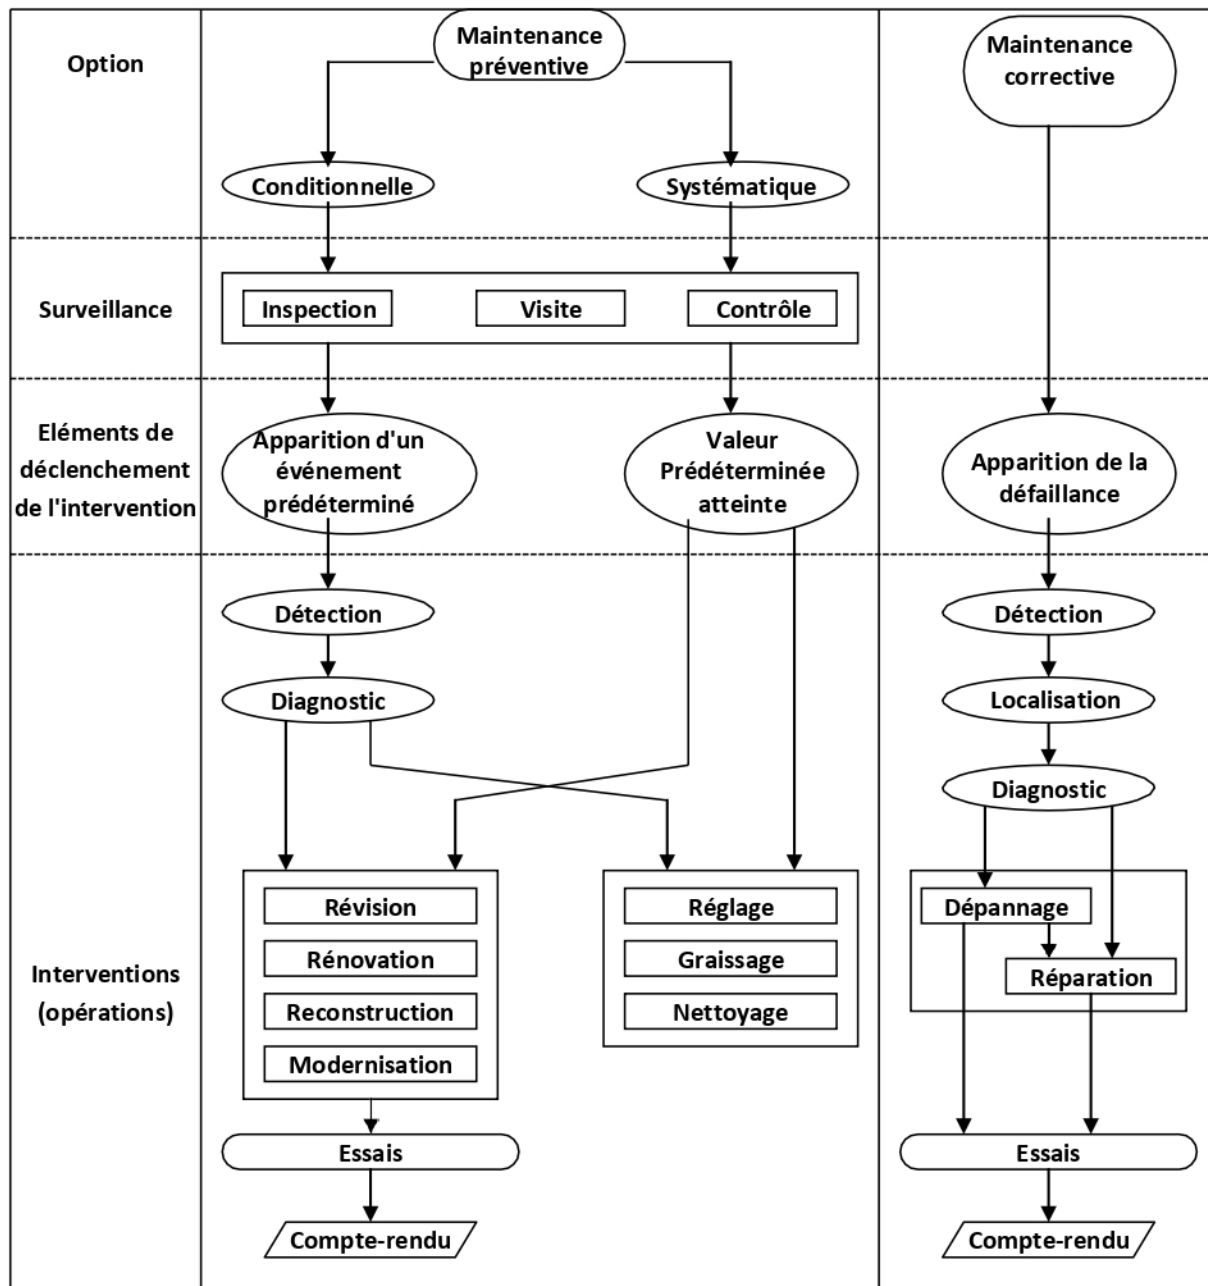 Option
Maintenance
préventive
Maintenance
corrective
Conditionnelle
Systématique
Surveillance
Inspection
Visite
Contrôle
Eléments de
déclenchement
de l'intervention
Apparition d'un
événement
prédéterminé
Valeur
Prédéterminée
atteinte
Apparition de la
défaillance
Détection
Détection
Diagnostic
Localisation
Diagnostic
Interventions
(opérations)
Révision
Rénovation
Reconstruction
Modernisation
Réglage
Graissage
Nettoyage
Dépannage
Réparation
Essais
Essais
Compte-rendu
Compte-rendu